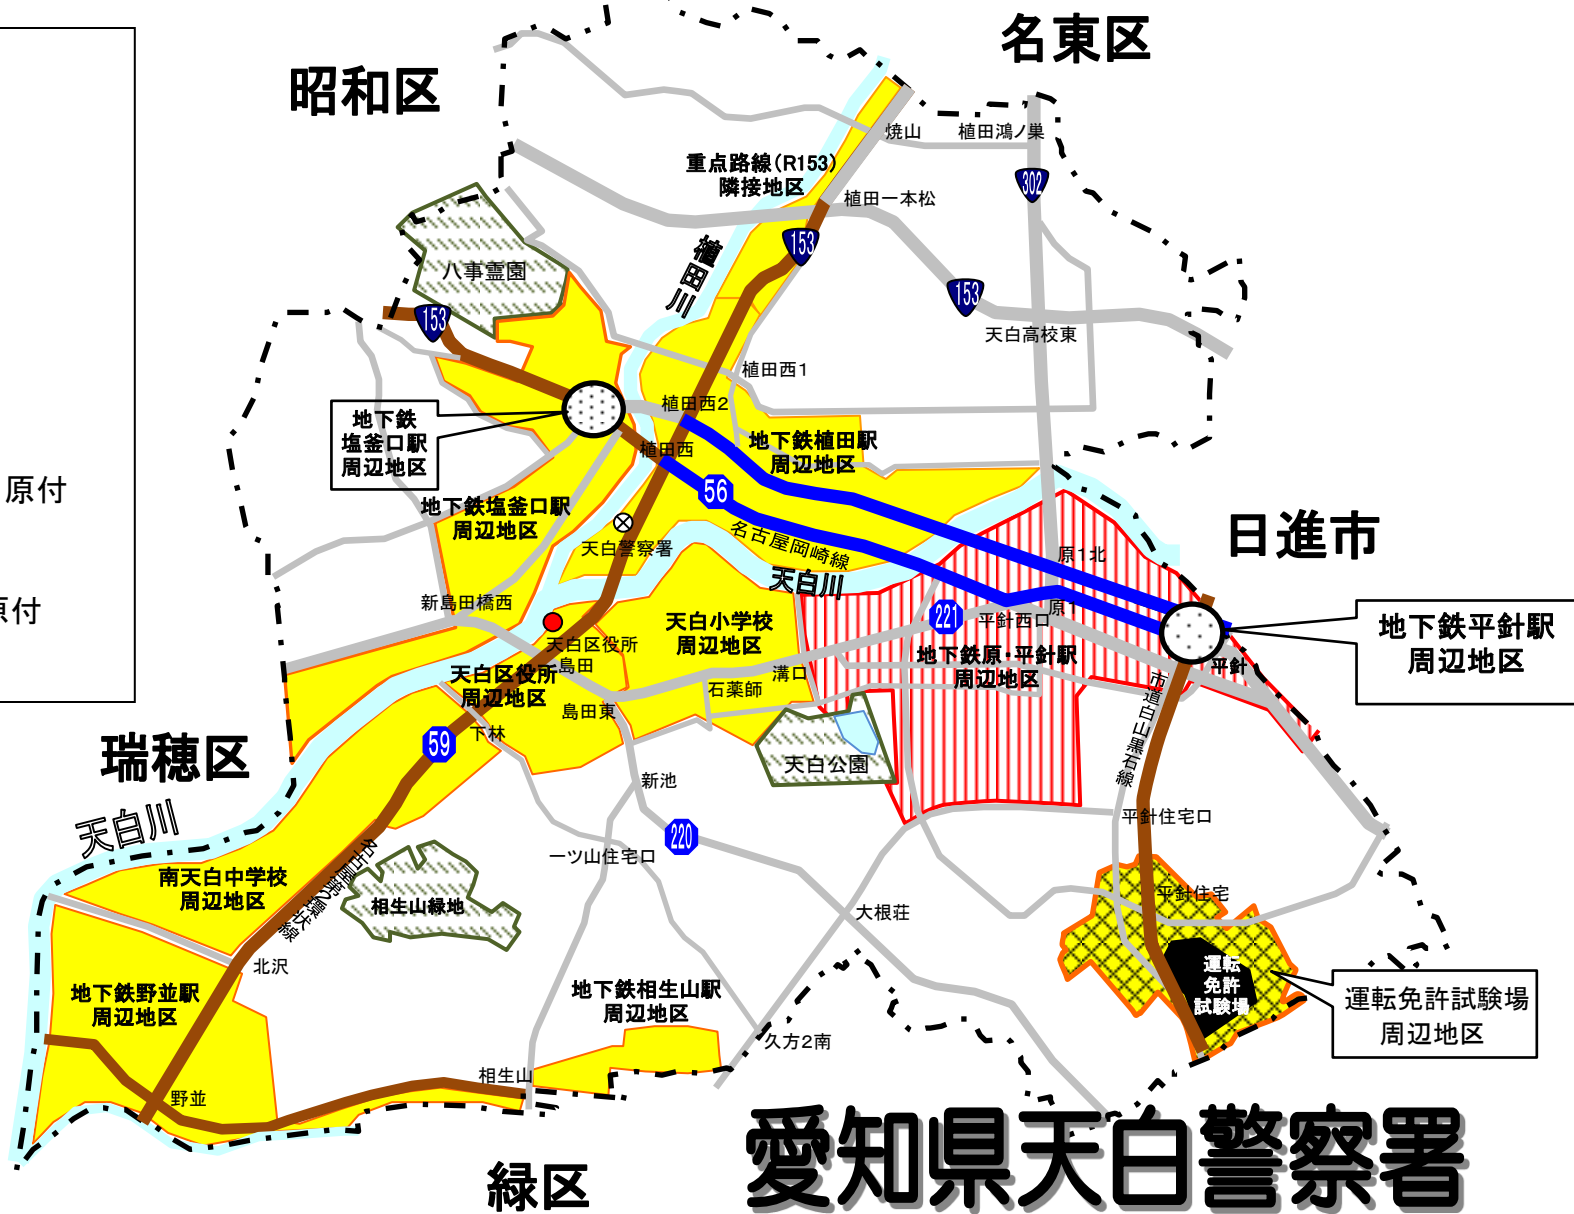 名東区
昭和区
焼山
植田鴻ノ巣
重点路線(R153)
隣接地区
302
植田一本松
153
植田川
八事霊園
153
153
天白高校東
植田西1
植田西2
地下鉄
塩釜口駅
周辺地区
地下鉄植田駅
周辺地区
植田西
56
原付
地下鉄塩釜口駅
周辺地区
名古屋岡崎線
日進市
天白警察署
原1北
天白川
新島田橋西
原付
221
原1
平針西口
天白小学校
周辺地区
地下鉄平針駅
周辺地区
天白区役所
島田
地下鉄原・平針駅
周辺地区
平針
天白区役所
周辺地区
溝口
石薬師
市道白山黒石線
島田東
下林
59
瑞穂区
天白公園
新池
天白川
平針住宅口
220
名古屋第2環状線
一ツ山住宅口
南天白中学校
周辺地区
平針住宅
相生山緑地
大根荘
北沢
運転
免許
試験場
地下鉄野並駅
周辺地区
地下鉄相生山駅
周辺地区
運転免許試験場
周辺地区
久方2南
相生山
野並
緑区
愛知県天白警察署